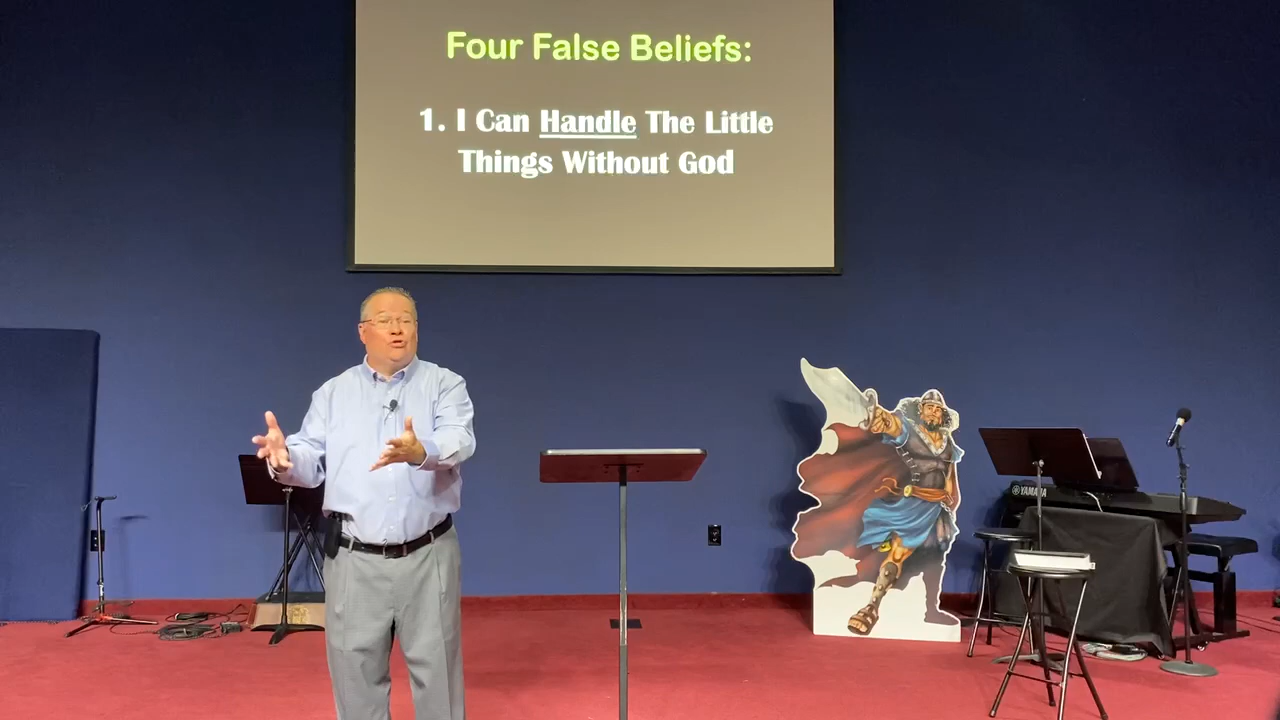 Four False Beliefs:
1. I Can Handle The Little
Things Without God
YAMAHA